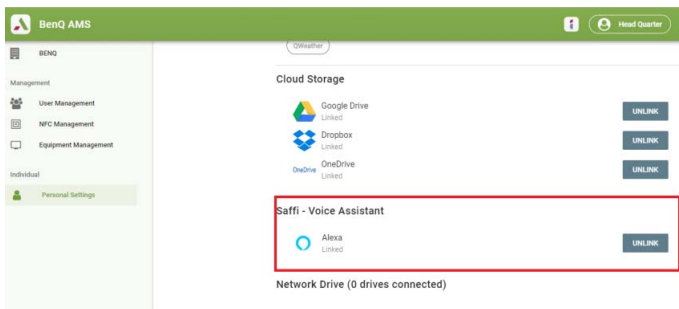 BenQ AMS
Head Quarter
BENQ
Management
User Management
NFC Management
Equipment Management
Individual
Personal Settings
QWeather
Cloud Storage
Google Drive
Linked
UNLINK
Dropbox
Linked
UNLINK
OneDrive
OneDrive
Linked
UNLINK
Saffi - Voice Assistant
Alexa
Linked
UNLINK
Network Drive (0 drives connected)